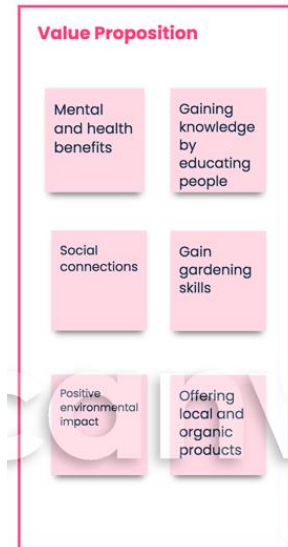 Value Proposition
Mental
and health
benefits
Gaining
knowledge
by
educating
people
Social
connections
Gain
gardening
skills
Positive
environmental
impact
Offering
local and
organic
products